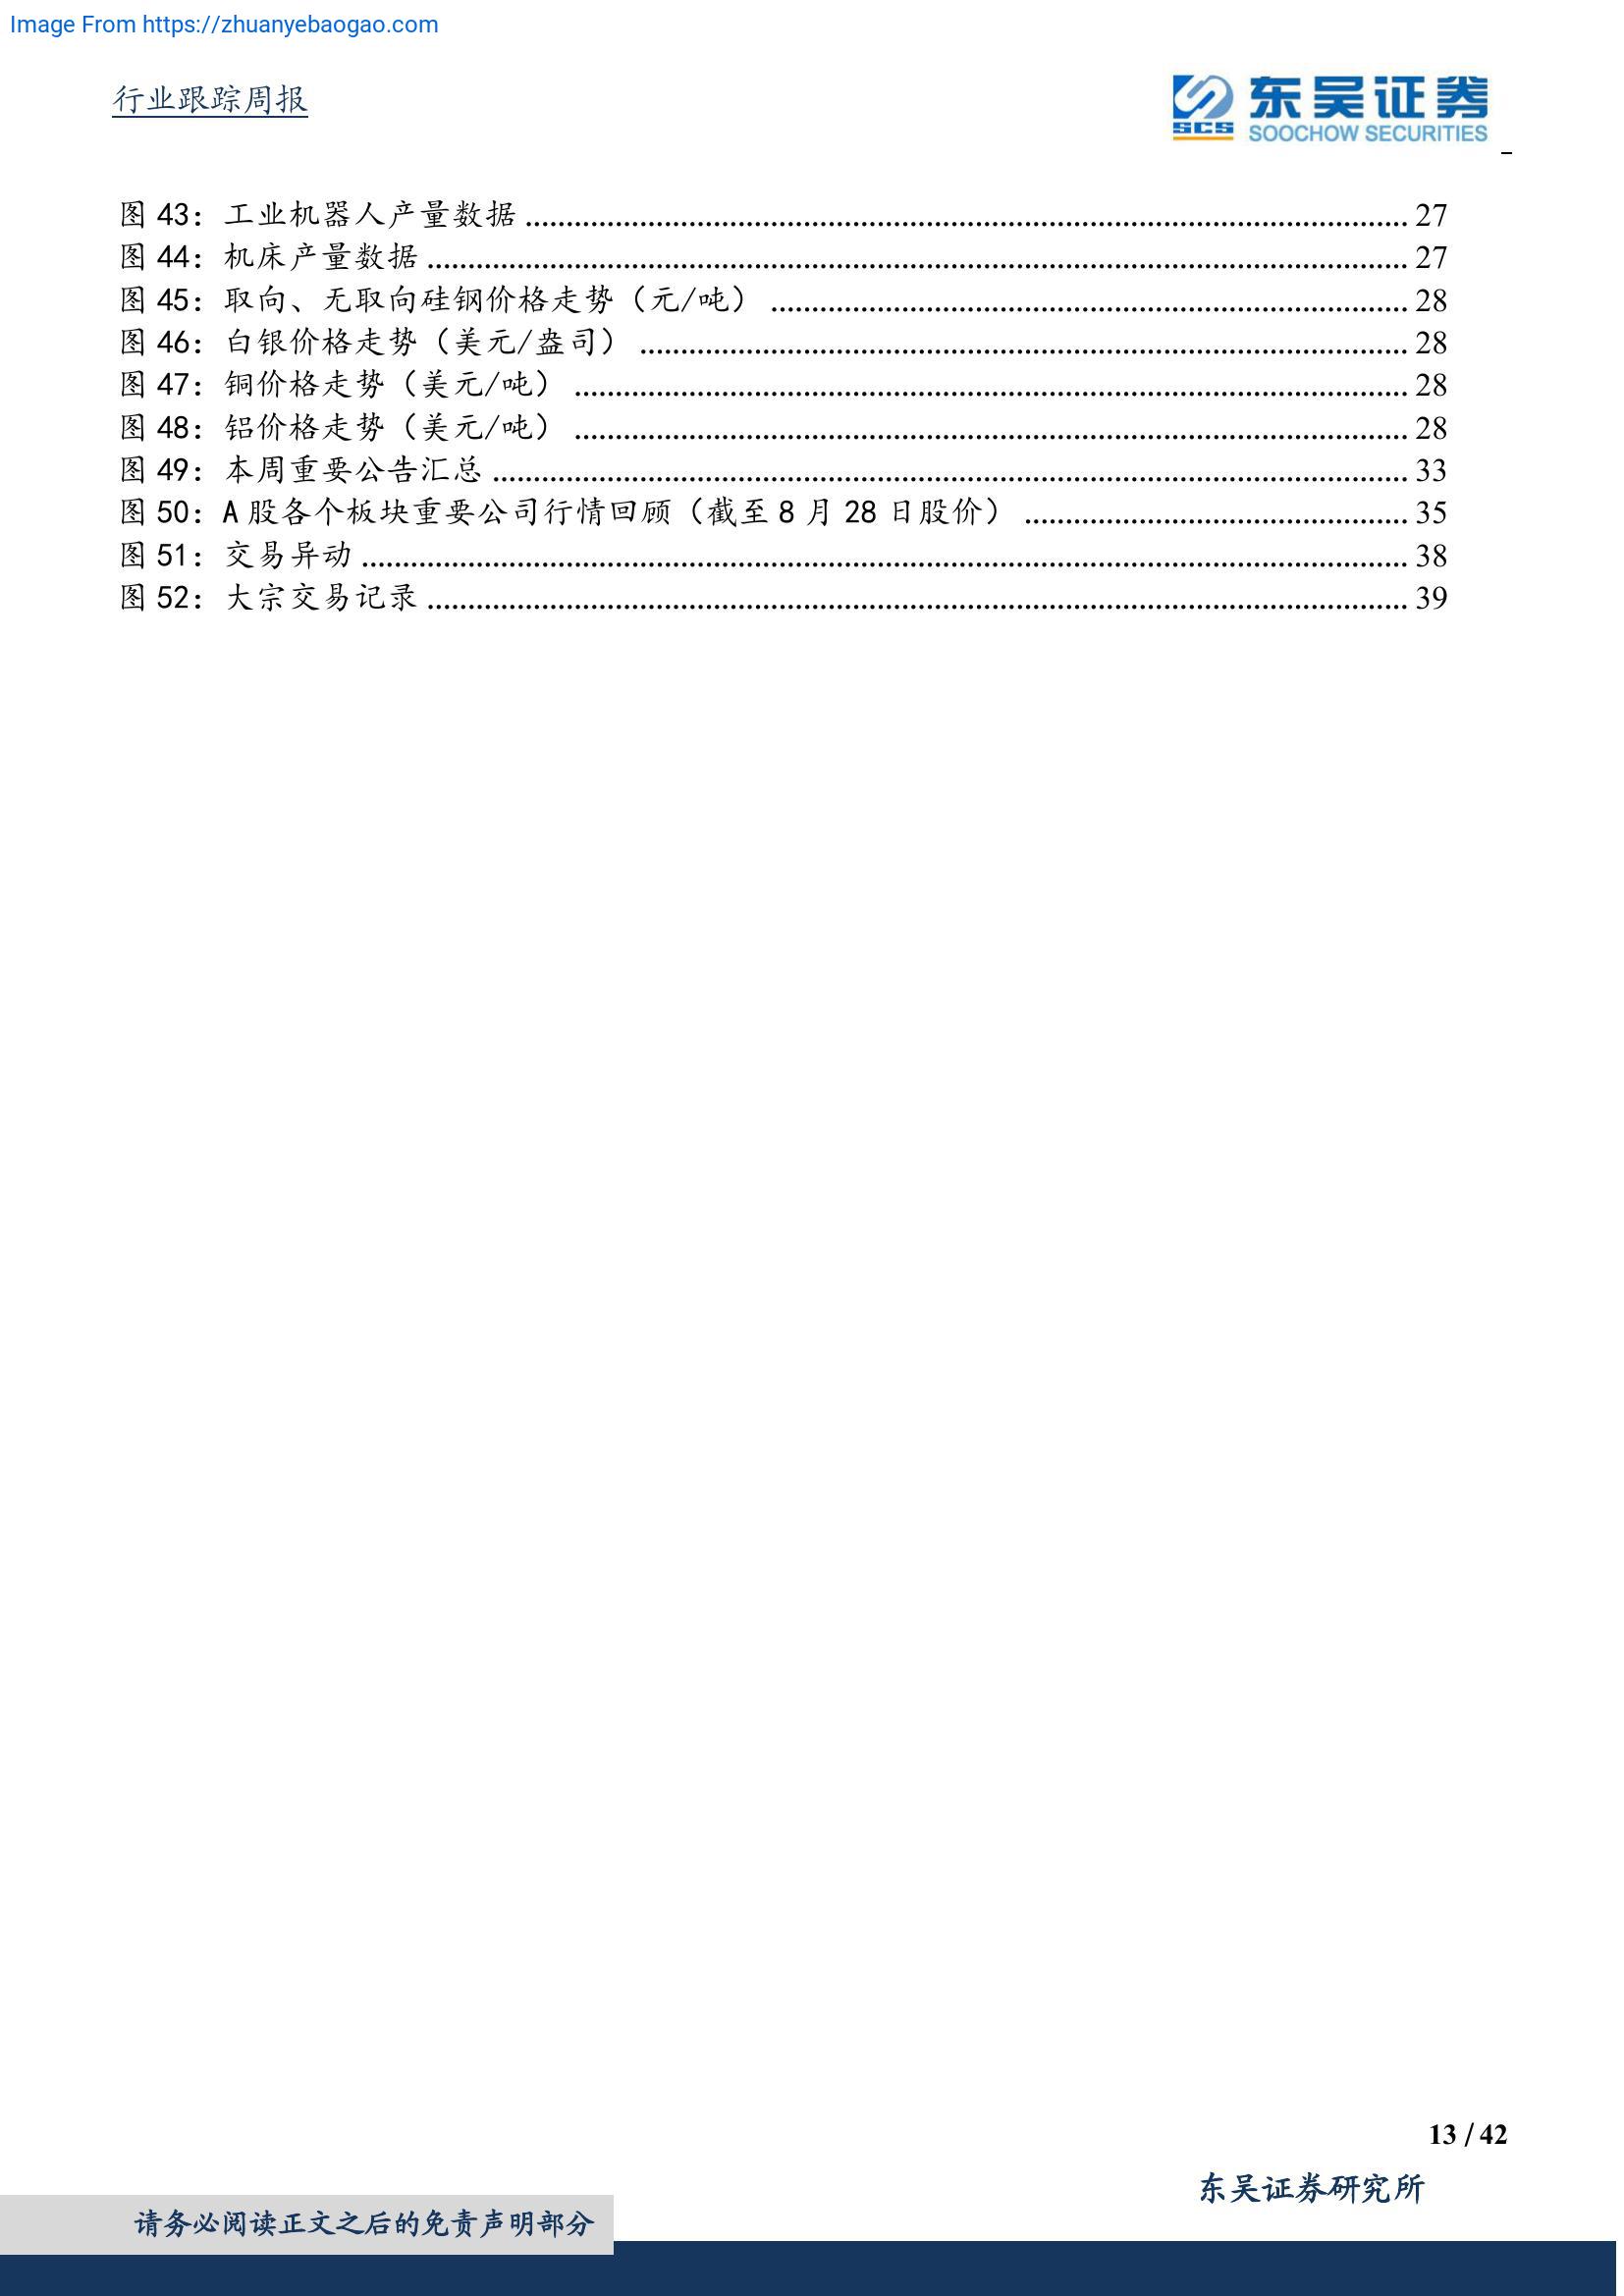 Image From https://zhuanyebaogao.com
行业跟踪周报
SCS 东吴证券
SOOCHOW SECURITIES
图 43：工业机器人产量数据 ........ 27
图 44：机床产量数据 ........ 27
图 45：取向、无取向硅钢价格走势（元/吨） ........ 28
图 46：白银价格走势（美元/盎司） ........ 28
图 47：铜价格走势（美元/吨） ........ 28
图 48：铝价格走势（美元/吨） ........ 28
图 49：本周重要公告汇总 ........ 33
图 50：A 股各个板块重要公司行情回顾（截至 8 月 28 日股价） ........ 35
图 51：交易异动 ........ 38
图 52：大宗交易记录 ........ 39
13 / 42
东吴证券研究所
请务必阅读正文之后的免责声明部分